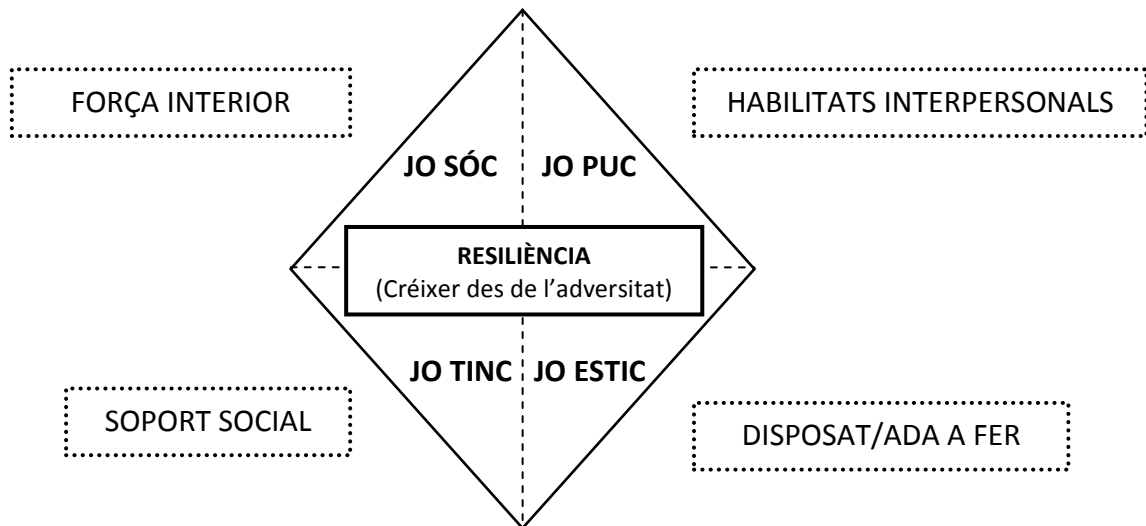 FORÇA INTERIOR
HABILITATS INTERPERSONALS
JO SÓC
JO PUC
RESILIÈNCIA
(Créixer des de l’adversitat)
JO TINC
JO ESTIC
SOPORT SOCIAL
DISPOSAT/ADA A FER